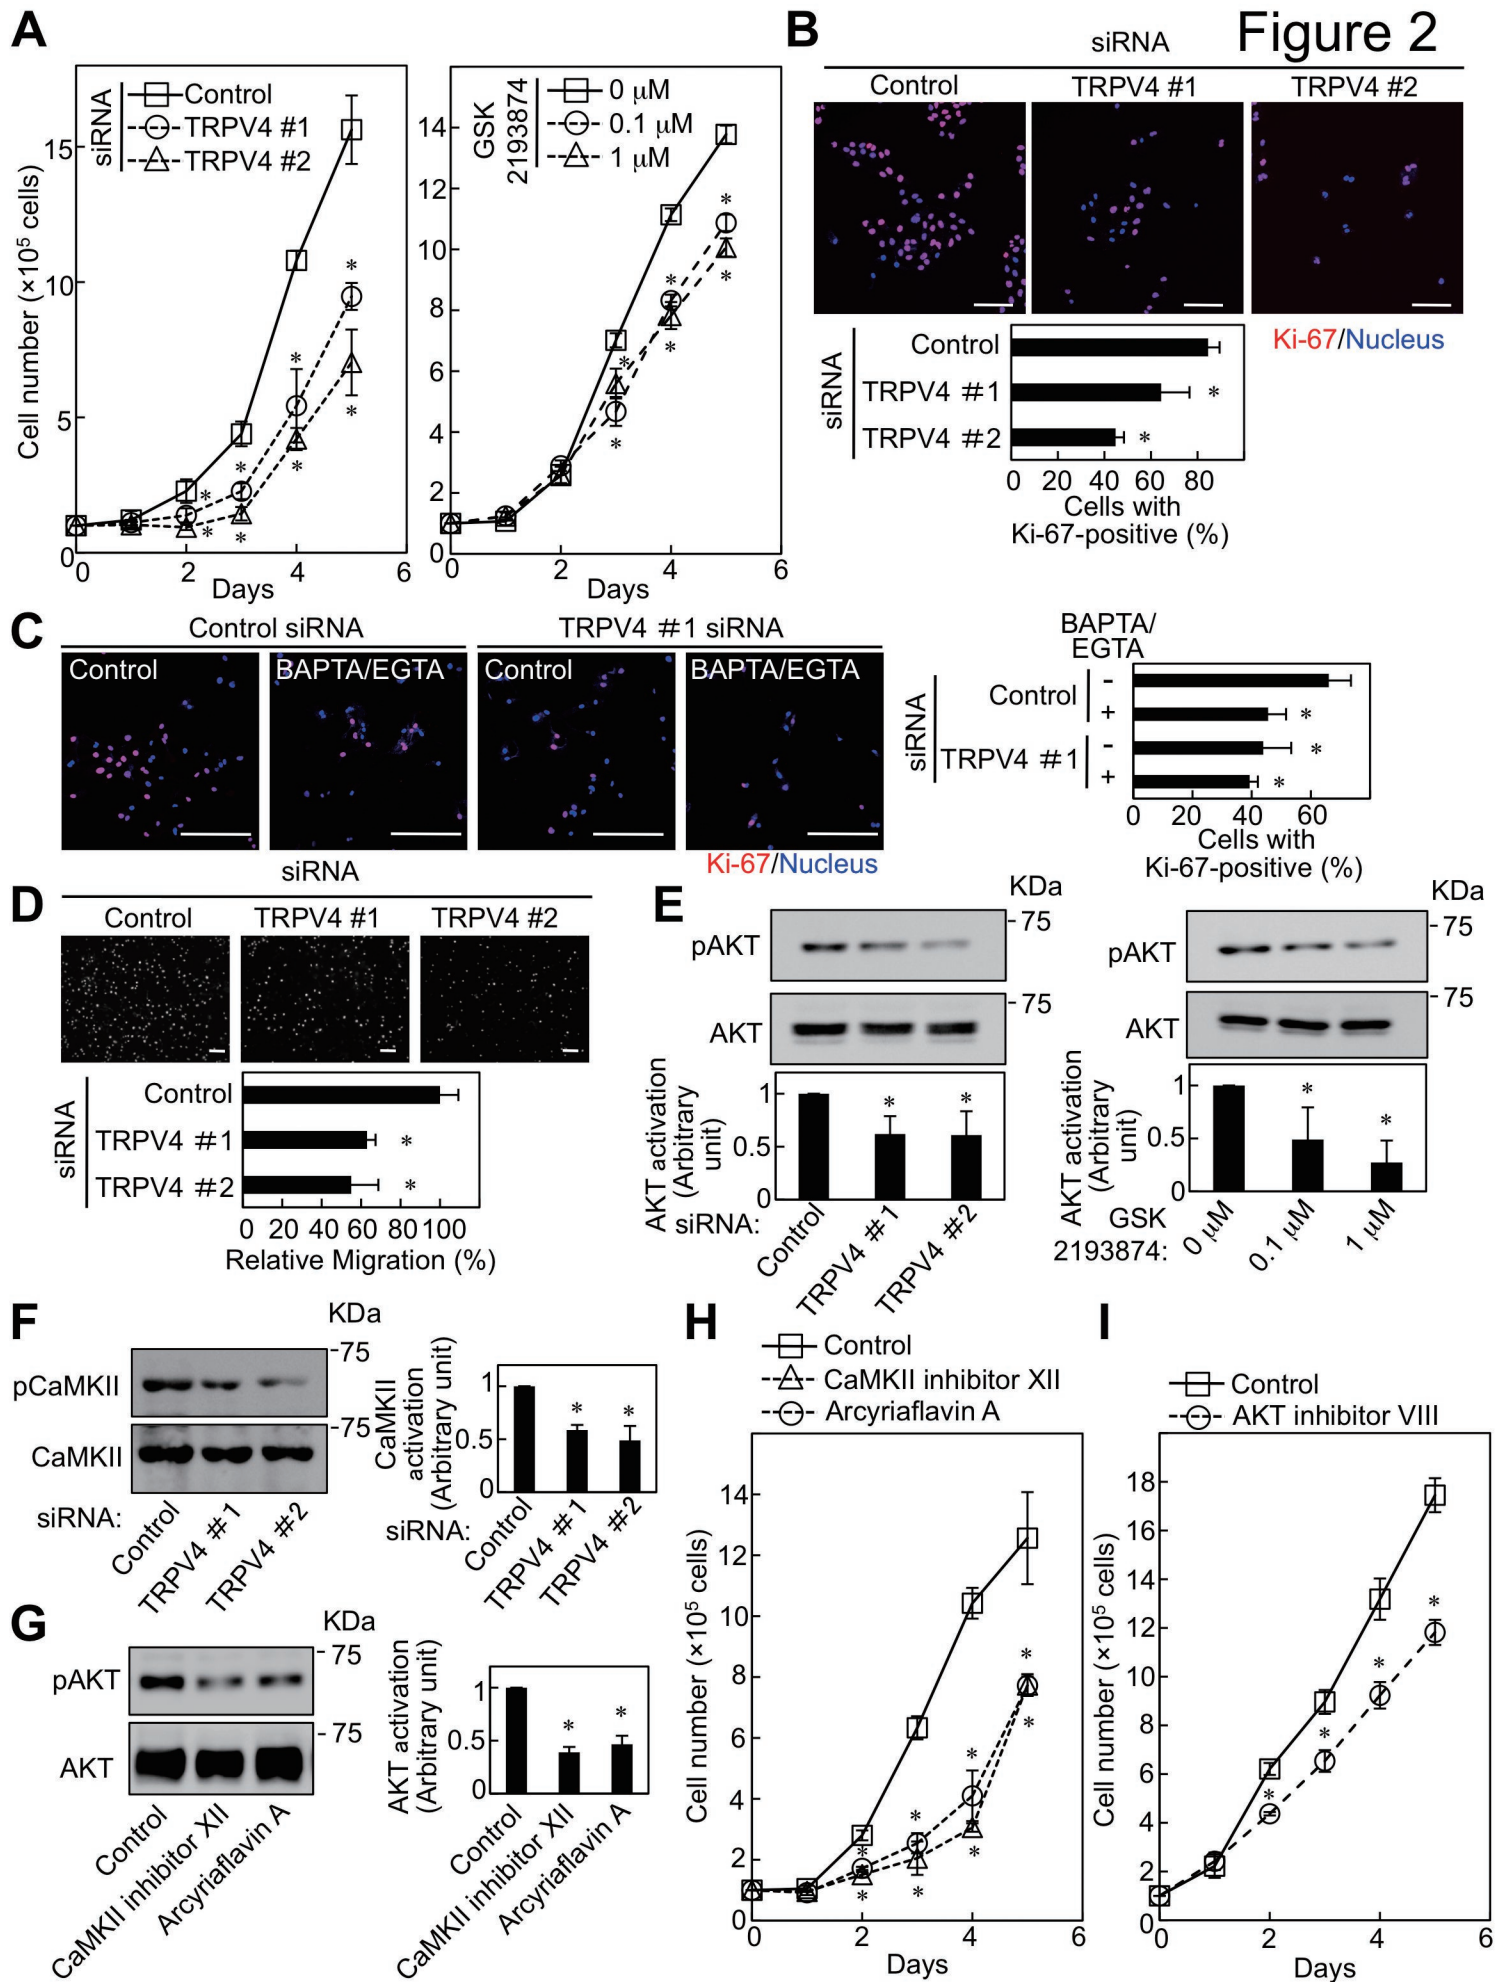 Figure 2
A
siRNA
Control
TRPV4 #1
TRPV4 #2
Cell number (×10⁵ cells)
15
10
5
0
0 2 4 6
Days
GSK
2193874
0 µM
0.1 µM
1 µM
14
12
10
8
6
4
2
0
0 2 4 6
Days
B
siRNA
Control TRPV4 #1 TRPV4 #2
Ki-67/Nucleus
siRNA
Control
TRPV4 #1 *
TRPV4 #2 *
0 20 40 60 80
Cells with
Ki-67-positive (%)
C
Control siRNA TRPV4 #1 siRNA
Control BAPTA/EGTA Control BAPTA/EGTA
Ki-67/Nucleus
BAPTA/
EGTA
siRNA
Control
-
+ *
TRPV4 #1
- *
+ *
0 20 40 60
Cells with
Ki-67-positive (%)
D
siRNA
Control TRPV4 #1 TRPV4 #2
siRNA
Control
TRPV4 #1 *
TRPV4 #2 *
0 20 40 60 80 100
Relative Migration (%)
E
KDa
pAKT -75
AKT -75
AKT activation
(Arbitrary
unit)
1
0.5
0
* *
siRNA:
Control
TRPV4 #1
TRPV4 #2
KDa
pAKT -75
AKT -75
AKT activation
(Arbitrary
unit)
1
0.5
0
* *
GSK
2193874:
0 µM
0.1 µM
1 µM
F
KDa
pCaMKII -75
CaMKII -75
siRNA:
Control
TRPV4 #1
TRPV4 #2
CaMKII
activation
(Arbitrary unit)
1
0.5
0
* *
siRNA:
Control
TRPV4 #1
TRPV4 #2
G
KDa
pAKT -75
AKT -75
Control
CaMKII inhibitor XII
Arcyriaflavin A
AKT activation
(Arbitrary unit)
1
0.5
0
* *
Control
CaMKII inhibitor XII
Arcyriaflavin A
H
Control
CaMKII inhibitor XII
Arcyriaflavin A
Cell number (×10⁵ cells)
14
12
10
8
6
4
2
0
0 2 4 6
Days
I
Control
AKT inhibitor VIII
Cell number (×10⁵ cells)
18
16
14
12
10
8
6
4
2
0
0 2 4 6
Days